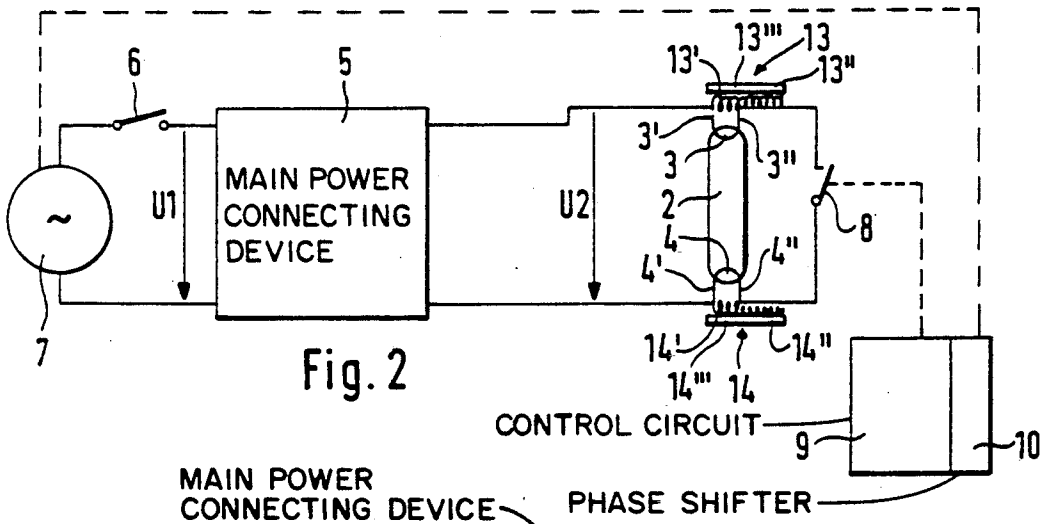 13'''
13
6
5
13'
13''
3'
3''
3
MAIN POWER
CONNECTING
DEVICE
U1
U2
2
~
4
8
4'
4''
7
14'
14''
14'''
14
Fig. 2
CONTROL CIRCUIT
9
10
MAIN POWER
CONNECTING DEVICE
PHASE SHIFTER